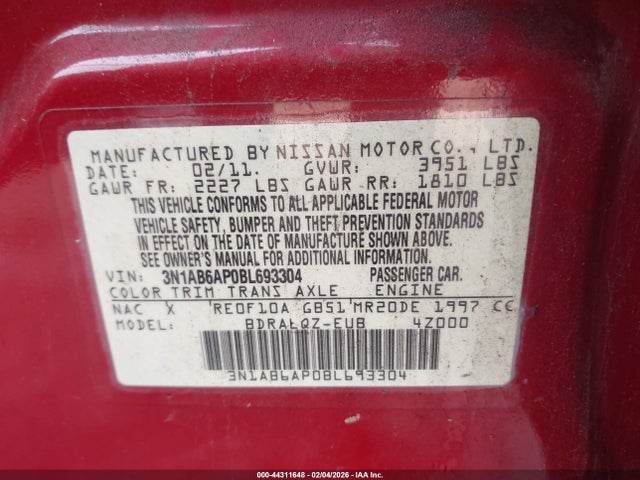 MANUFACTURED BY NISSAN MOTOR CO., LTD.
DATE: 02/11. GVWR: 3951 LBS
GAWR FR: 2227 LBS GAWR RR: 1810 LBS
THIS VEHICLE CONFORMS TO ALL APPLICABLE FEDERAL MOTOR
VEHICLE SAFETY, BUMPER AND THEFT PREVENTION STANDARDS
IN EFFECT ON THE DATE OF MANUFACTURE SHOWN ABOVE.
SEE OWNER'S MANUAL FOR ADDITIONAL INFORMATION.
VIN: 3N1AB6AP0BL693304 PASSENGER CAR.
COLOR TRIM TRANS AXLE ENGINE
NAC X RE0F10A GB51 MR20DE 1997 CC
MODEL: BDRALQZ-EUB 4Z000
3N1AB6AP0BL693304
000-44311648 - 02/04/2026 - IAA Inc.